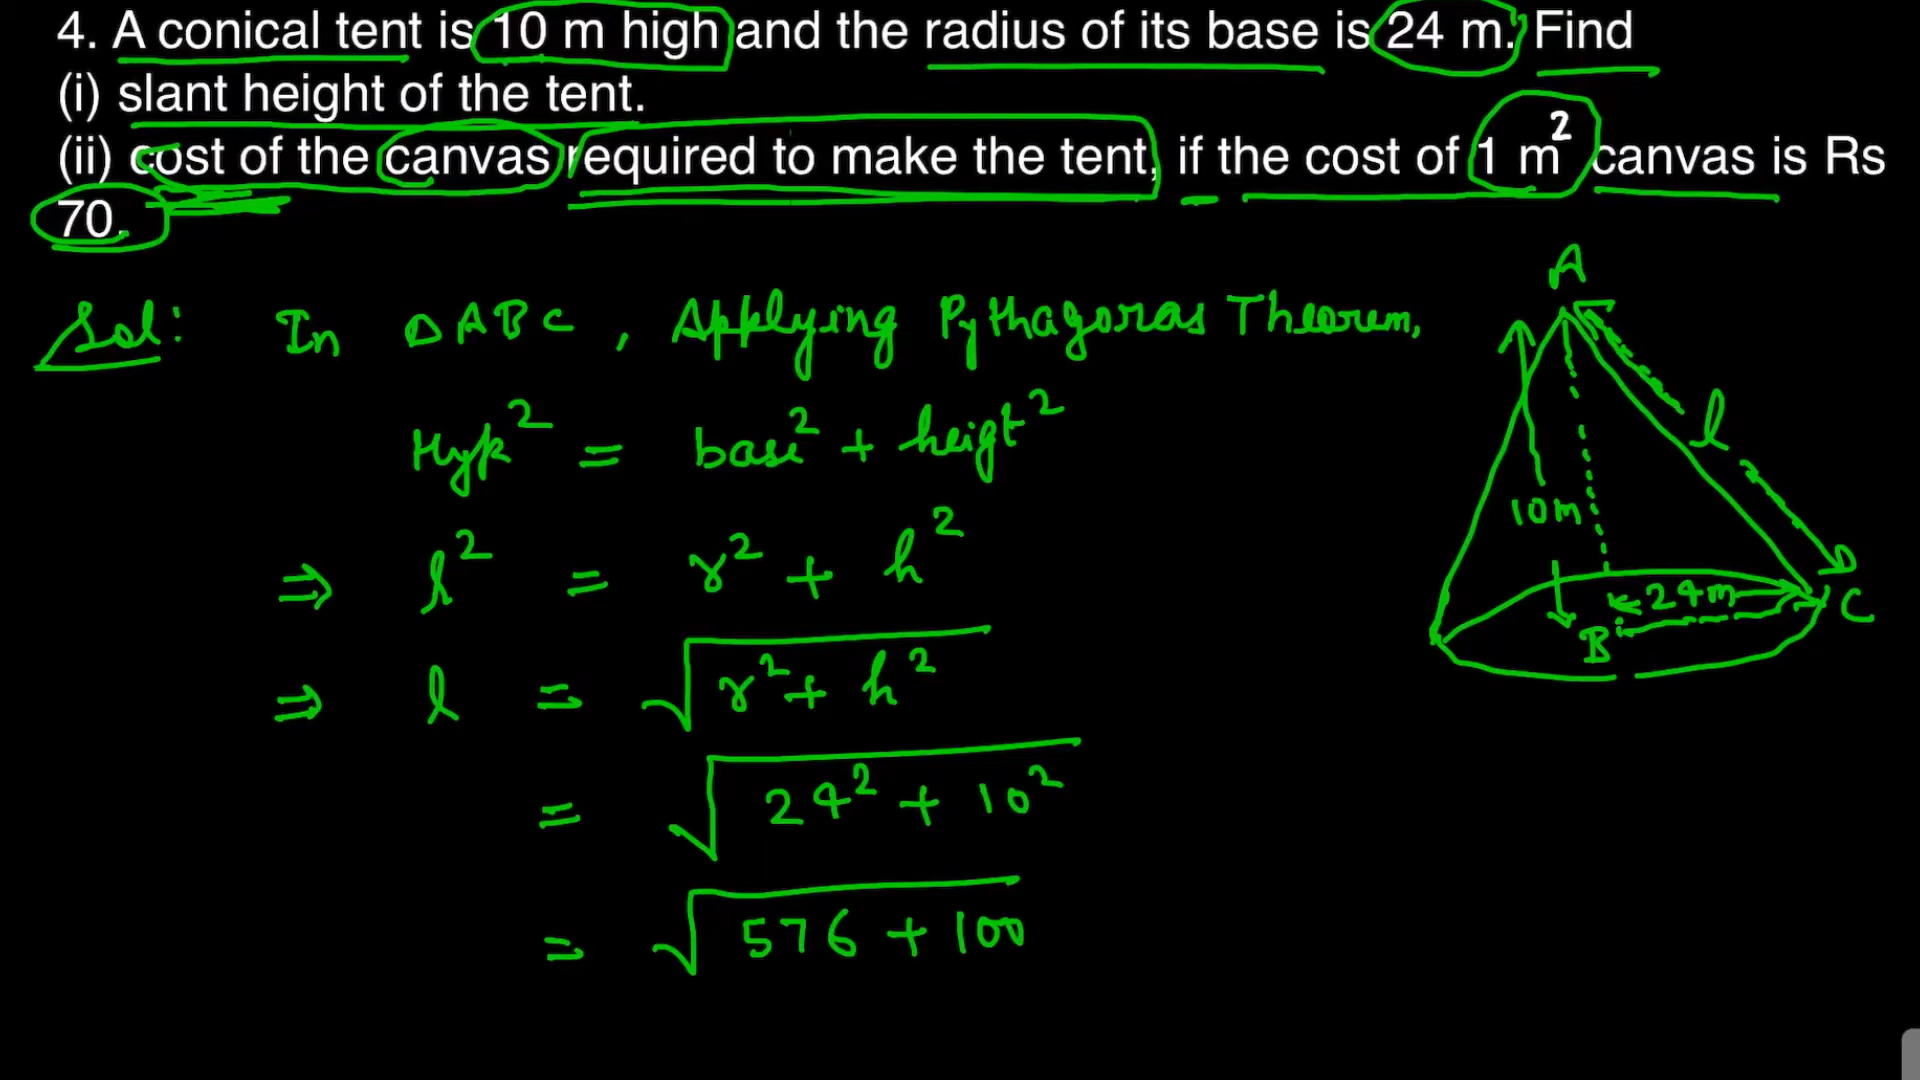 4. A conical tent is 10 m high and the radius of its base is 24 m. Find
(i) slant height of the tent.
(ii) cost of the canvas required to make the tent, if the cost of 1 m² canvas is Rs
70.
Sol: In △ABC, Applying Pythagoras Theorem,
Hyp² = base² + heigt²
⇒ l² = r² + h²
⇒ l = √(r² + h²)
= √(24² + 10²)
= √(576 + 100)
A
l
10m
24m
B
C